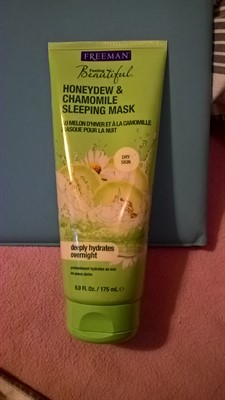 FREEMAN
Feeling
Beautiful
HONEYDEW &
CHAMOMILE
SLEEPING MASK
AU MELON D'HIVER ET À LA CAMOMILLE
MASQUE POUR LA NUIT
DRY
SKIN
deeply hydrates
overnight
6.0 Fl. Oz./ 175 mL e